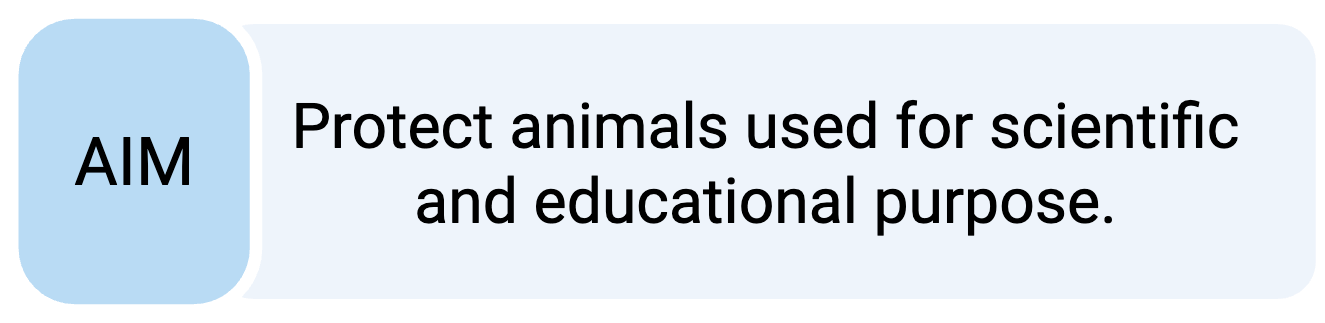 AIM
Protect animals used for scientific
and educational purpose.